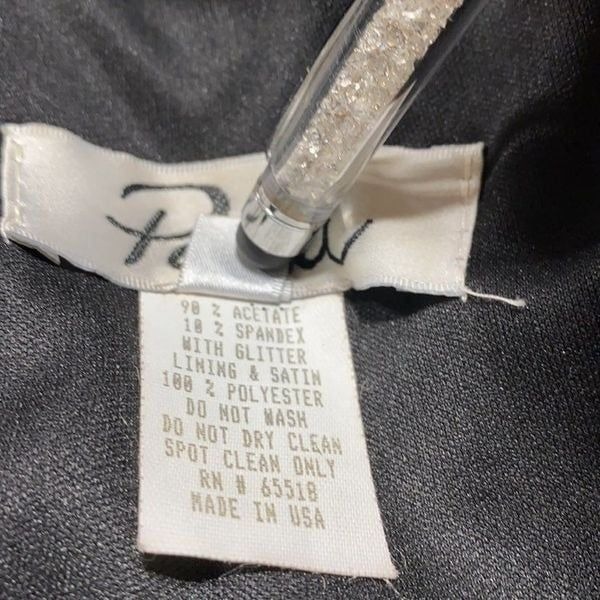 90 % ACETATE
10 % SPANDEX
WITH GLITTER
LINING & SATIN
100 % POLYESTER
DO NOT WASH
DO NOT DRY CLEAN
SPOT CLEAN ONLY
RN # 65518
MADE IN USA